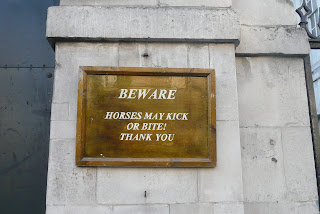 BEWARE
HORSES MAY KICK
OR BITE!
THANK YOU